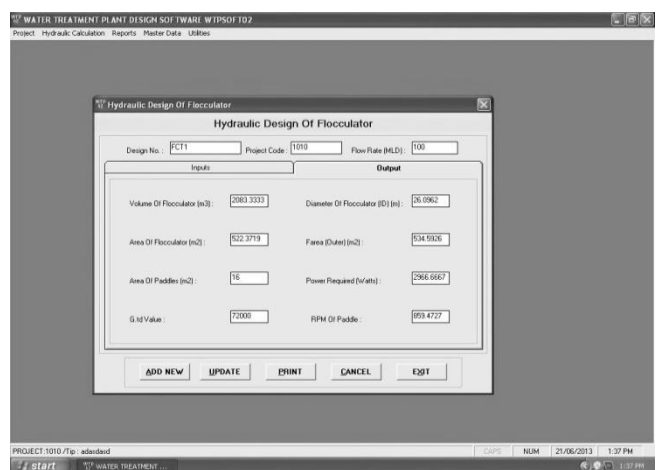 WATER TREATMENT PLANT DESIGN SOFTWARE WTPSOFT02
Project Hydraulic Calculation Reports Master Data Utilities
Hydraulic Design Of Flocculator
Hydraulic Design Of Flocculator
Design No. : FCT1 Project Code : 1010 Flow Rate (MLD) : 100
Inputs Output
Volume Of Flocculator (m3) : 2083.3333 Diameter Of Flocculator (ID) (m) : 26.0962
Area Of Flocculator (m2) : 522.3719 Farea (Outer) (m2) : 534.5926
Area Of Paddles (m2) : 16 Power Required (Watts) : 2966.6667
G.td Value : 72000 RPM Of Paddle : 859.4727
ADD NEW UPDATE PRINT CANCEL EXIT
PROJECT:1010 /Tip : adasdasd CAPS NUM 21/06/2013 1:37 PM
start WATER TREATMENT ... 1:37 PM